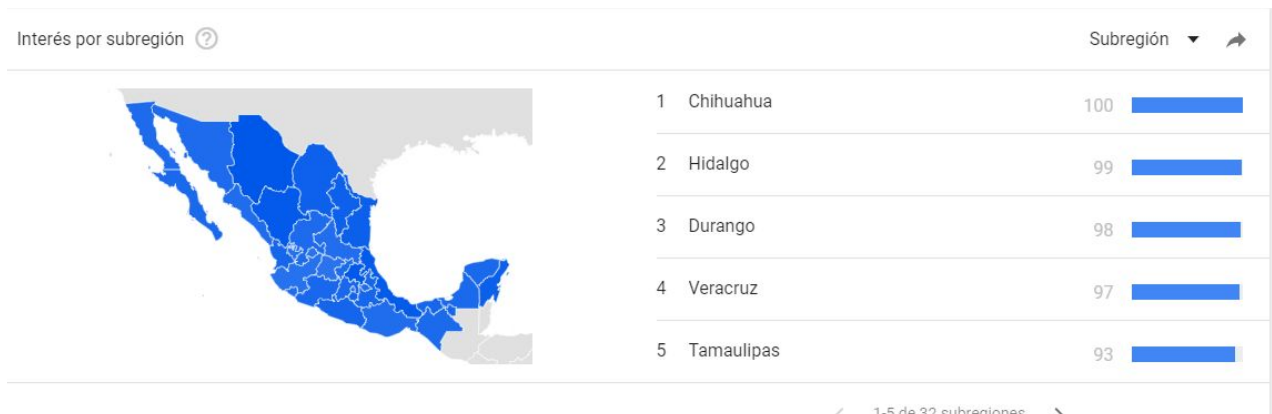 Interés por subregión
Subregión
1 Chihuahua 100
2 Hidalgo 99
3 Durango 98
4 Veracruz 97
5 Tamaulipas 93
1-5 de 32 subregiones